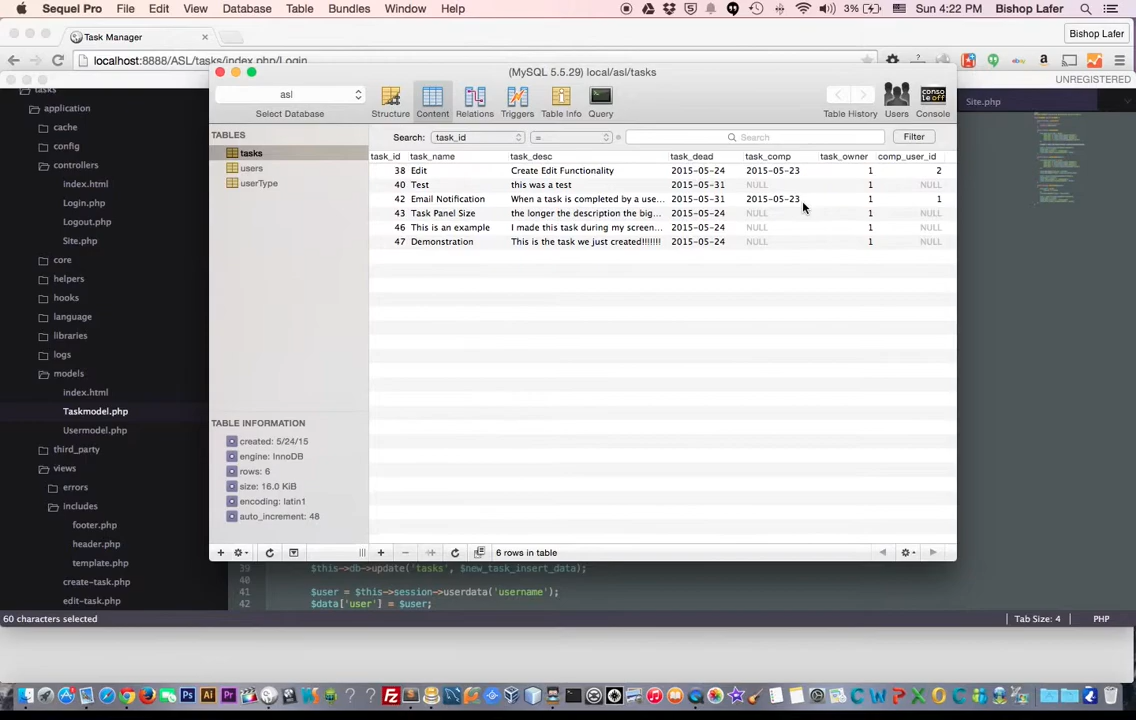 Sequel Pro File Edit View Database Table Bundles Window Help 3% Sun 4:22 PM Bishop Lafer
Task Manager Bishop Lafer
localhost:8888/ASL/tasks/index.php/Login
(MySQL 5.5.29) local/asl/tasks
UNREGISTERED
asl
Select Database
Structure Content Relations Triggers Table Info Query
Table History Users Console
console off
Site.php
TABLES
tasks
users
userType
Search: task_id = Search Filter
task_id task_name task_desc task_dead task_comp task_owner comp_user_id
38 Edit Create Edit Functionality 2015-05-24 2015-05-23 1 2
40 Test this was a test 2015-05-31 NULL 1 NULL
42 Email Notification When a task is completed by a use... 2015-05-31 2015-05-23 1 1
43 Task Panel Size the longer the description the big... 2015-05-24 NULL 1 NULL
46 This is an example I made this task during my screen... 2015-05-24 NULL 1 NULL
47 Demonstration This is the task we just created!!!!!!! 2015-05-24 NULL 1 NULL
tasks
application
cache
config
controllers
index.html
Login.php
Logout.php
Site.php
core
helpers
hooks
language
libraries
logs
models
index.html
Taskmodel.php
Usermodel.php
third_party
views
errors
includes
footer.php
header.php
template.php
create-task.php
edit-task.php
TABLE INFORMATION
created: 5/24/15
engine: InnoDB
rows: 6
size: 16.0 KiB
encoding: latin1
auto_increment: 48
6 rows in table
39 $this->db->update('tasks', $new_task_insert_data);
40
41 $user = $this->session->userdata('username');
42 $data['user'] = $user;
60 characters selected Tab Size: 4 PHP